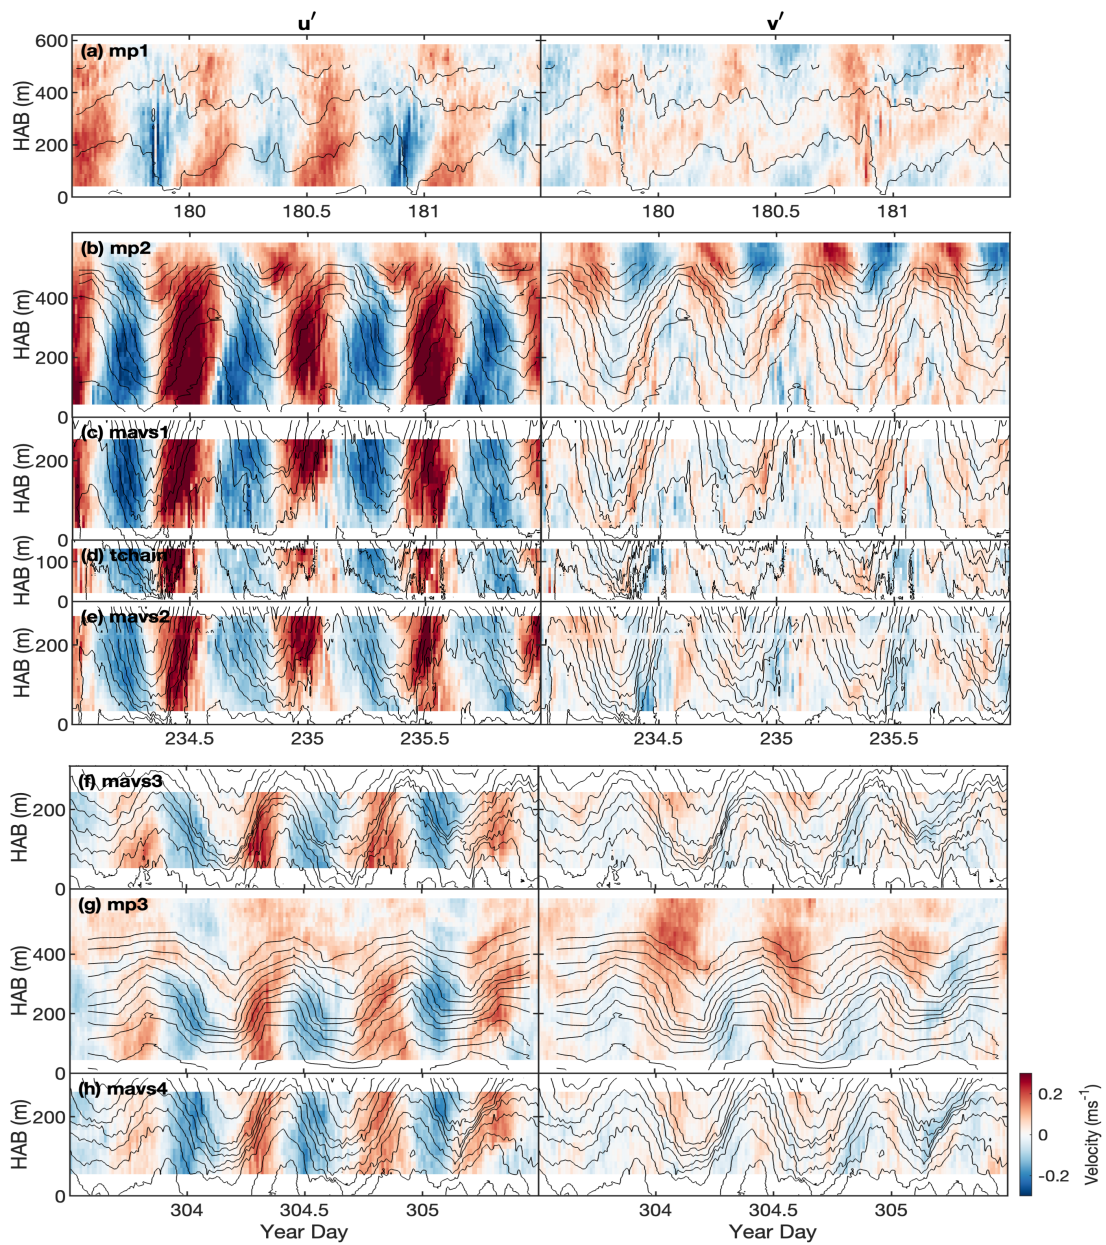 u′ v′
(a) mp1
HAB (m)
600
400
200
0
180 180.5 181 180 180.5 181
(b) mp2
HAB (m)
400
200
0
(c) mavs1
HAB (m)
200
0
(d) tchain
HAB (m)
100
0
(e) mavs2
HAB (m)
200
0
234.5 235 235.5 234.5 235 235.5
(f) mavs3
HAB (m)
200
0
(g) mp3
HAB (m)
400
200
0
(h) mavs4
HAB (m)
200
0
304 304.5 305 304 304.5 305
Year Day Year Day
0.2
0
-0.2
Velocity (ms⁻¹)